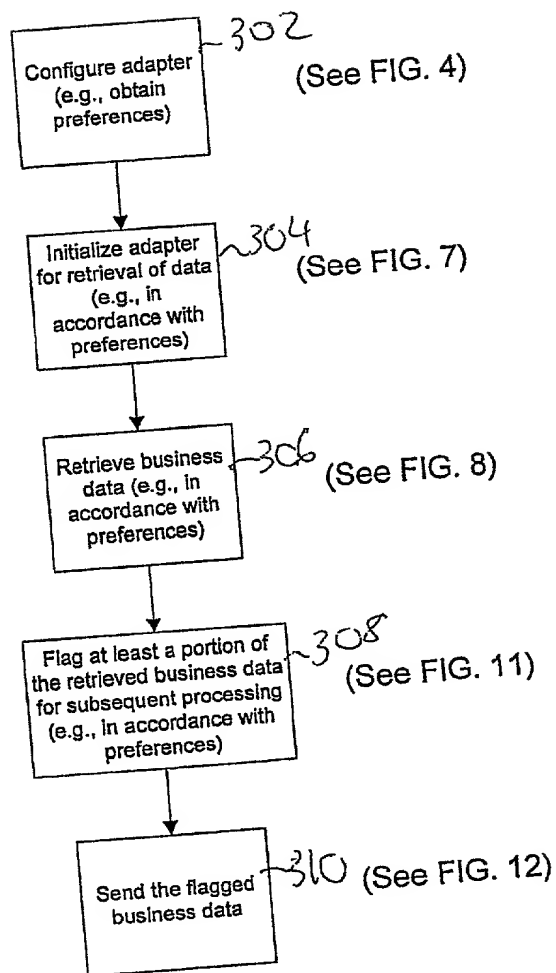 302
Configure adapter
(e.g., obtain
preferences)
(See FIG. 4)
304
Initialize adapter
for retrieval of data
(e.g., in
accordance with
preferences)
(See FIG. 7)
306
Retrieve business
data (e.g., in
accordance with
preferences)
(See FIG. 8)
308
Flag at least a portion of
the retrieved business data
for subsequent processing
(e.g., in accordance with
preferences)
(See FIG. 11)
310
Send the flagged
business data
(See FIG. 12)